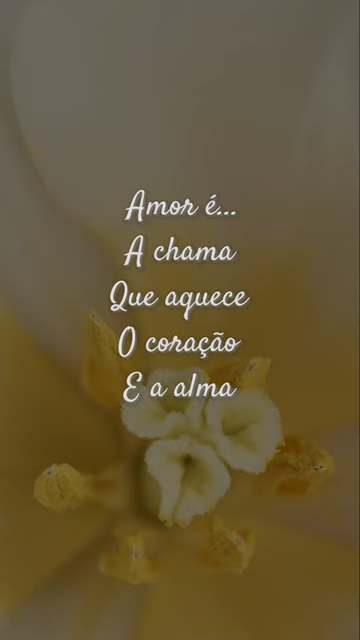 Amor é...
A chama
Que aquece
O coração
E a alma